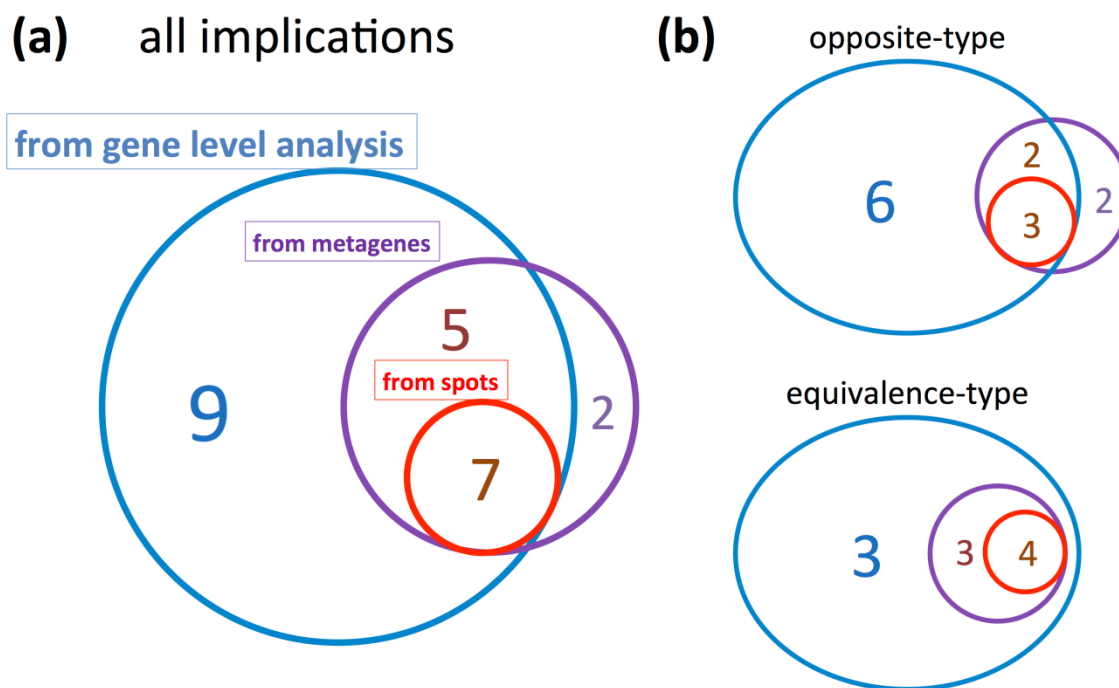 (a) all implications
from gene level analysis
from metagenes
5
from spots
9
2
7
(b)
opposite-type
2
6
2
3
equivalence-type
3
3
4